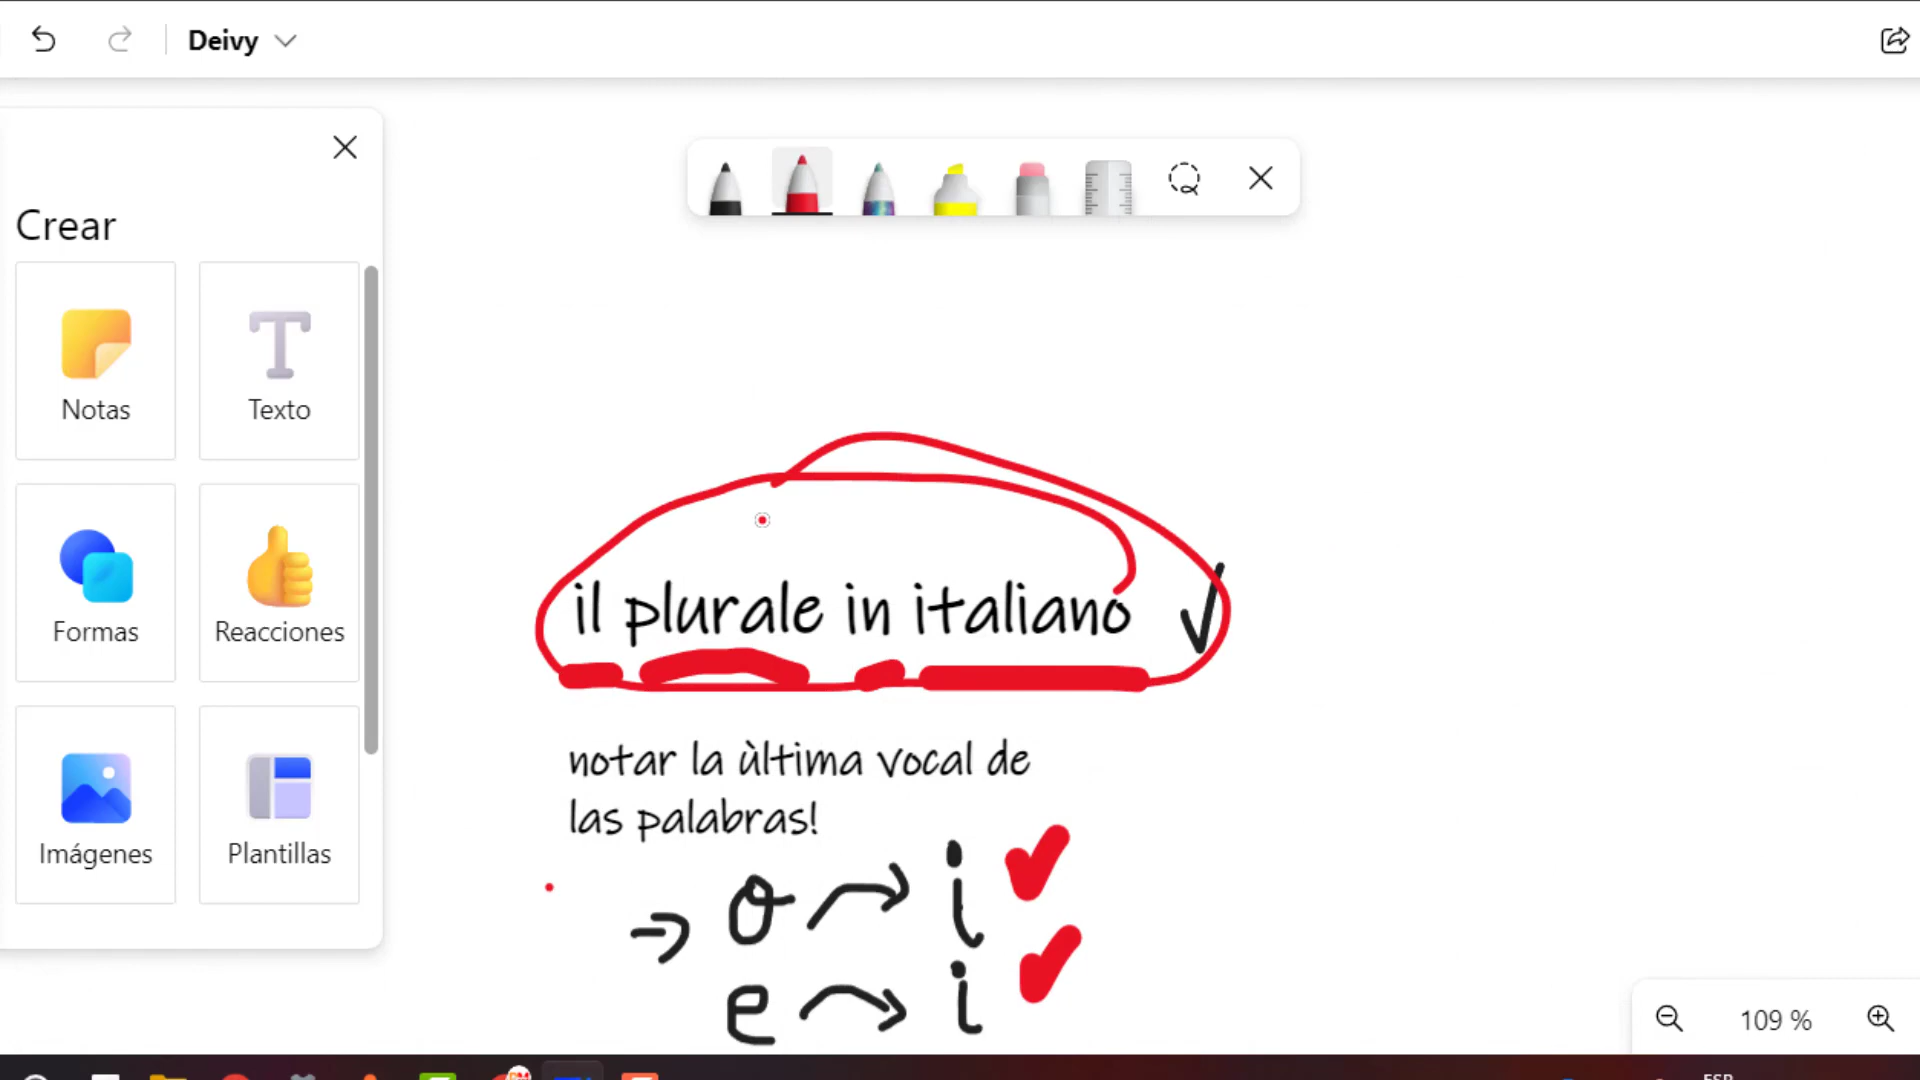 Deivy
Crear
Notas
Texto
Formas
Reacciones
Imágenes
Plantillas
il plurale in italiano
notar la ùltima vocal de
las palabras!
o i
e i
109 %
ESP